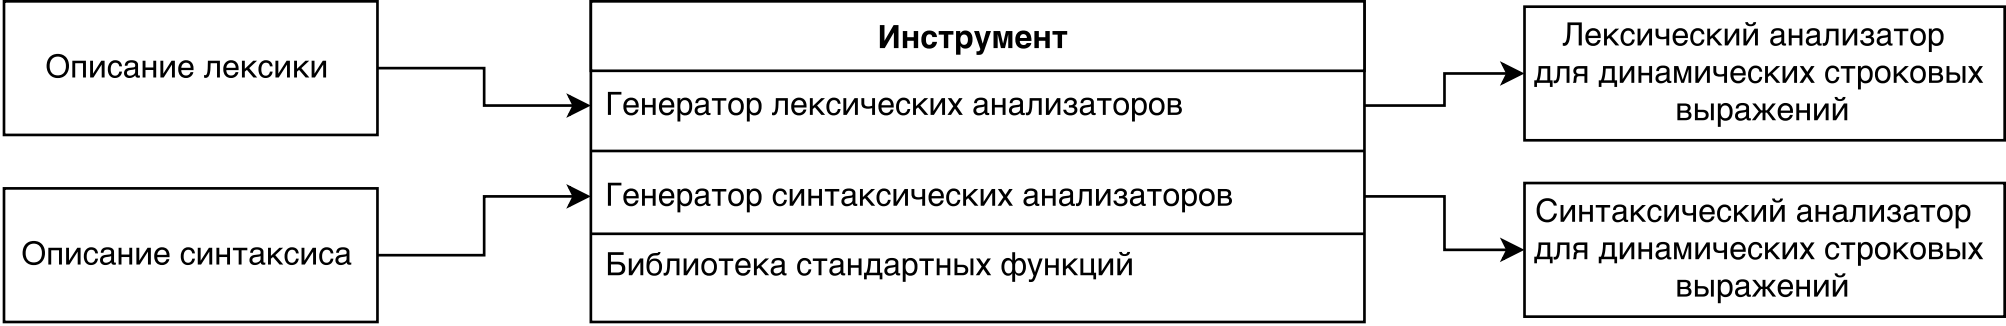 Описание лексики
Описание синтаксиса
Инструмент
Генератор лексических анализаторов
Генератор синтаксических анализаторов
Библиотека стандартных функций
Лексический анализатор
для динамических строковых
выражений
Синтаксический анализатор
для динамических строковых
выражений